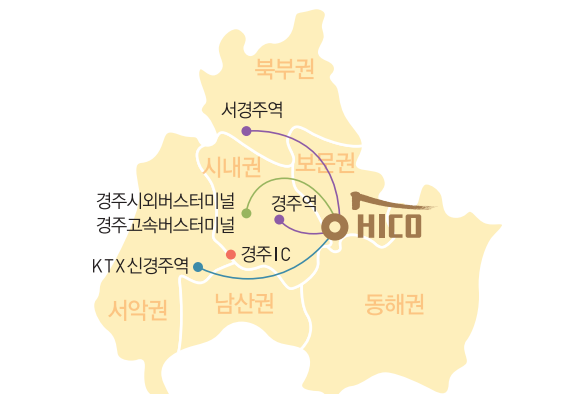 북부권
서경주역
시내권
보문권
경주시외버스터미널
경주고속버스터미널
경주역
HICO
경주IC
KTX신경주역
서악권
남산권
동해권